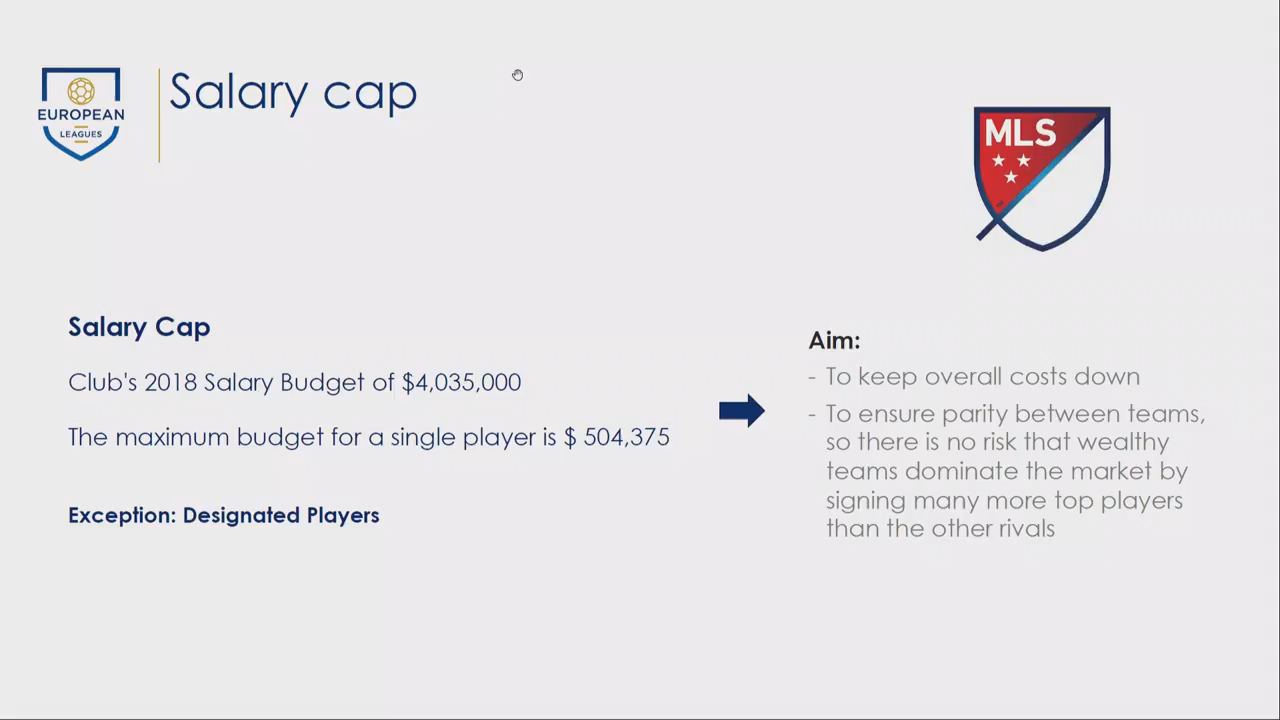 EUROPEAN
LEAGUES
Salary cap
MLS
Salary Cap
Club's 2018 Salary Budget of $4,035,000
The maximum budget for a single player is $ 504,375
Exception: Designated Players
Aim:
- To keep overall costs down
- To ensure parity between teams,
so there is no risk that wealthy
teams dominate the market by
signing many more top players
than the other rivals